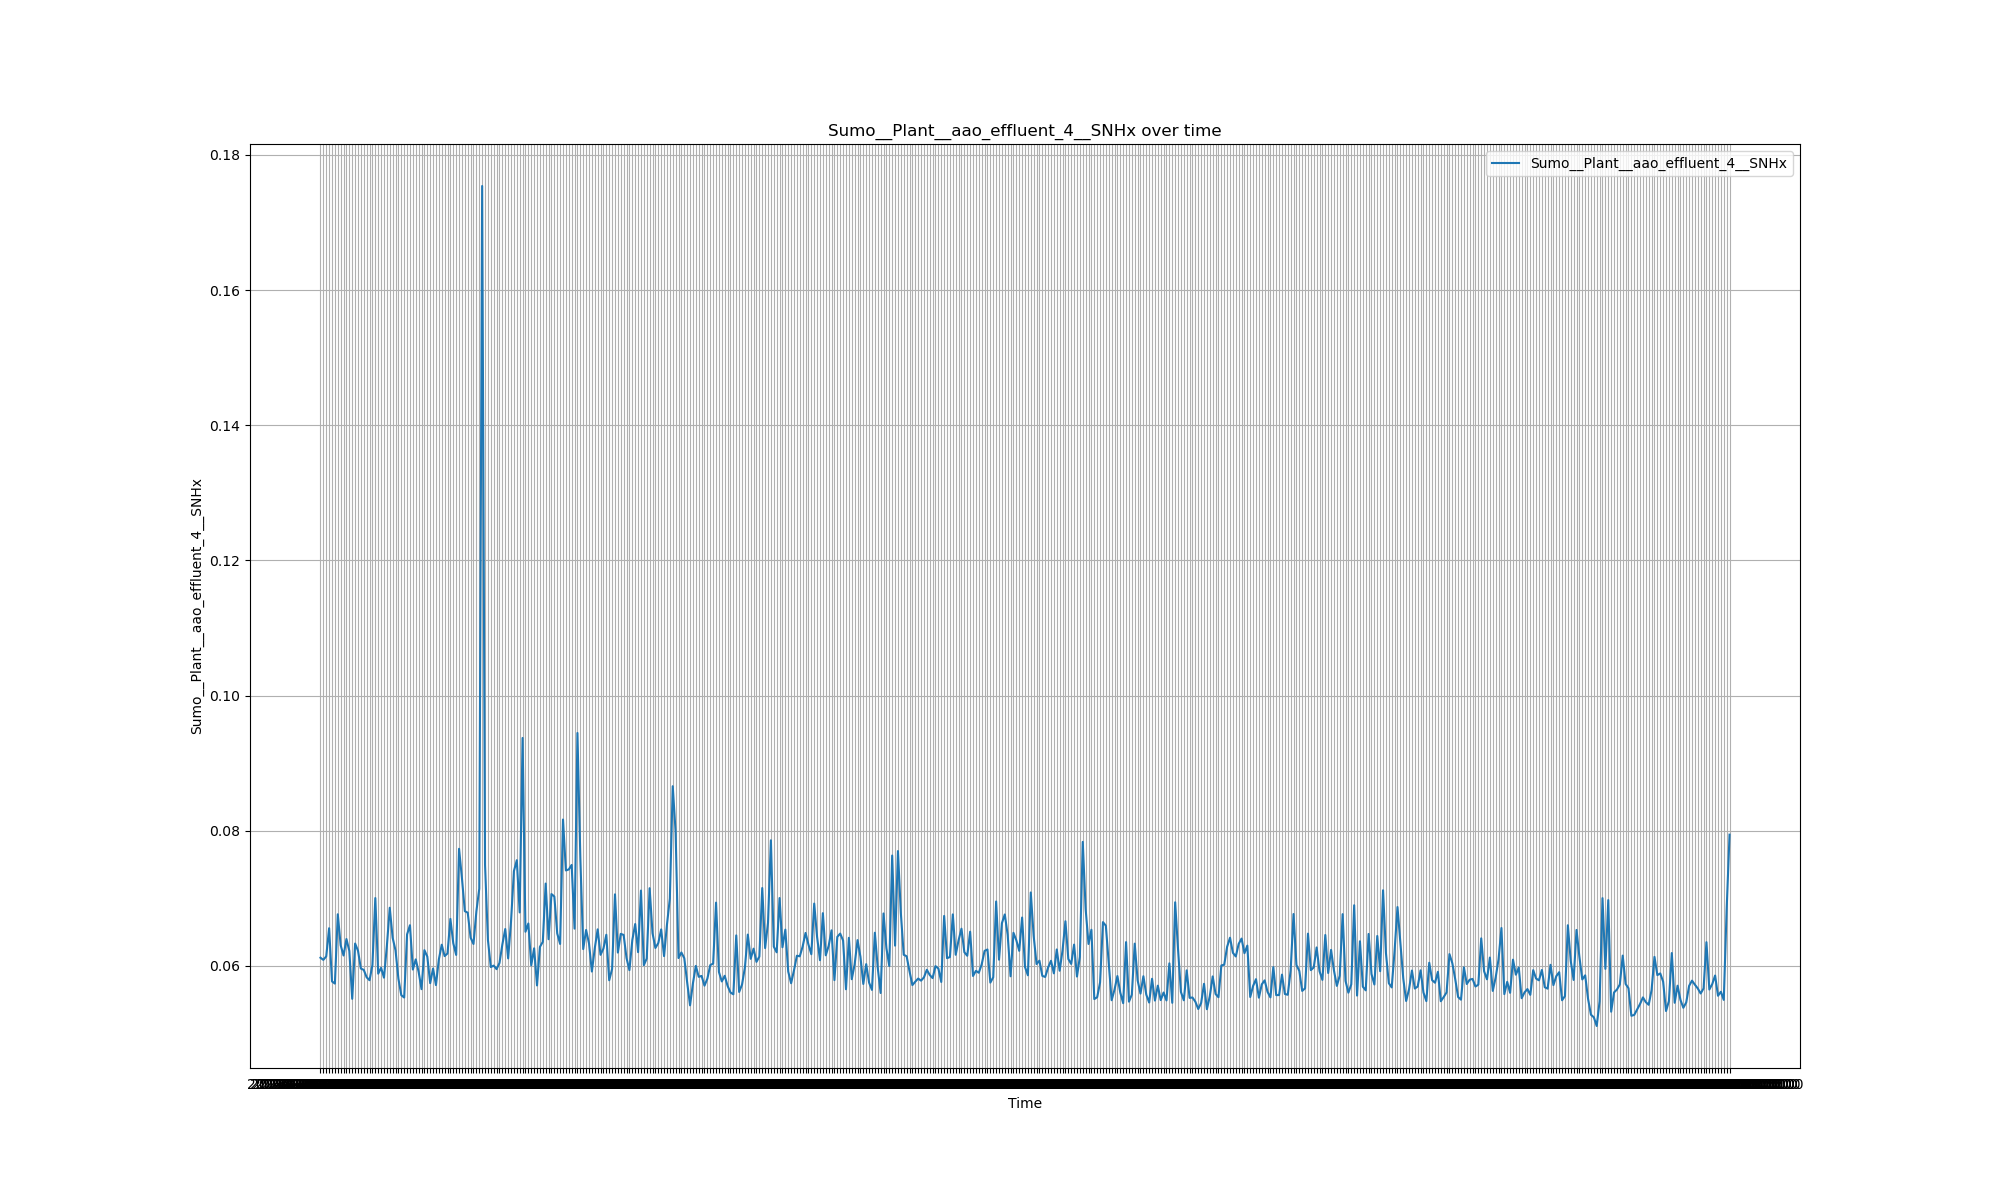 Sumo__Plant__aao_effluent_4__SNHx over time
Sumo__Plant__aao_effluent_4__SNHx
0.18
0.16
0.14
0.12
0.10
0.08
0.06
Sumo__Plant__aao_effluent_4__SNHx
Time